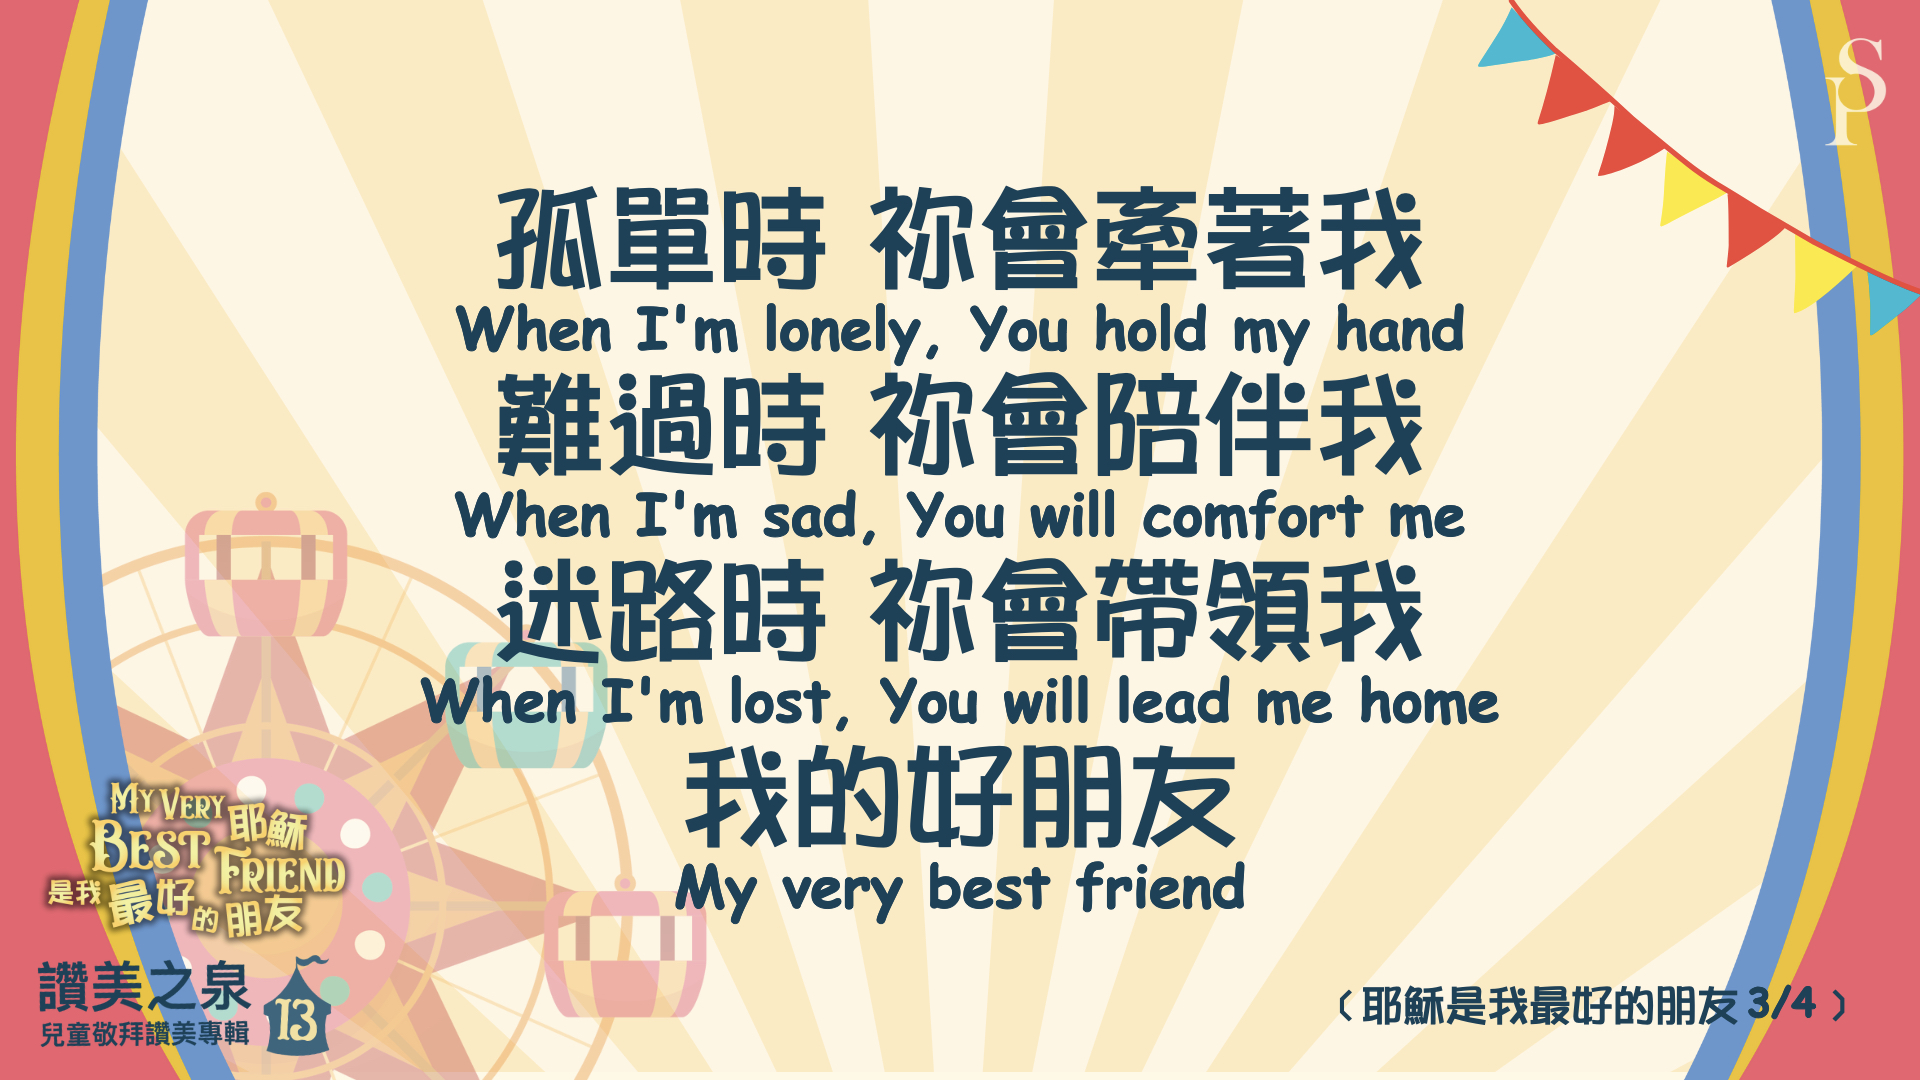 孤單時 祢會牽著我
When I'm lonely, You hold my hand
難過時 祢會陪伴我
When I'm sad, You will comfort me
迷路時 祢會帶領我
When I'm lost, You will lead me home
我的好朋友
My very best friend
MY VERY
BEST 耶穌
FRIEND
是我最好的朋友
讚美之泉
兒童敬拜讚美專輯 13
(耶穌是我最好的朋友 3/4)
SP